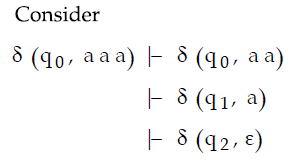 Consider
δ (q₀, a a a) ⊢ δ (q₀, a a)
⊢ δ (q₁, a)
⊢ δ (q₂, ε)